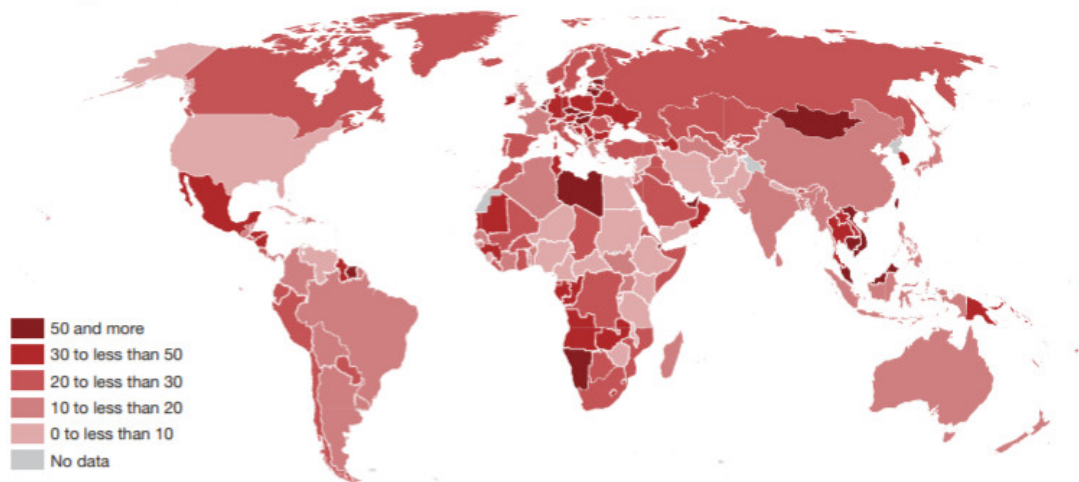 50 and more
30 to less than 50
20 to less than 30
10 to less than 20
0 to less than 10
No data